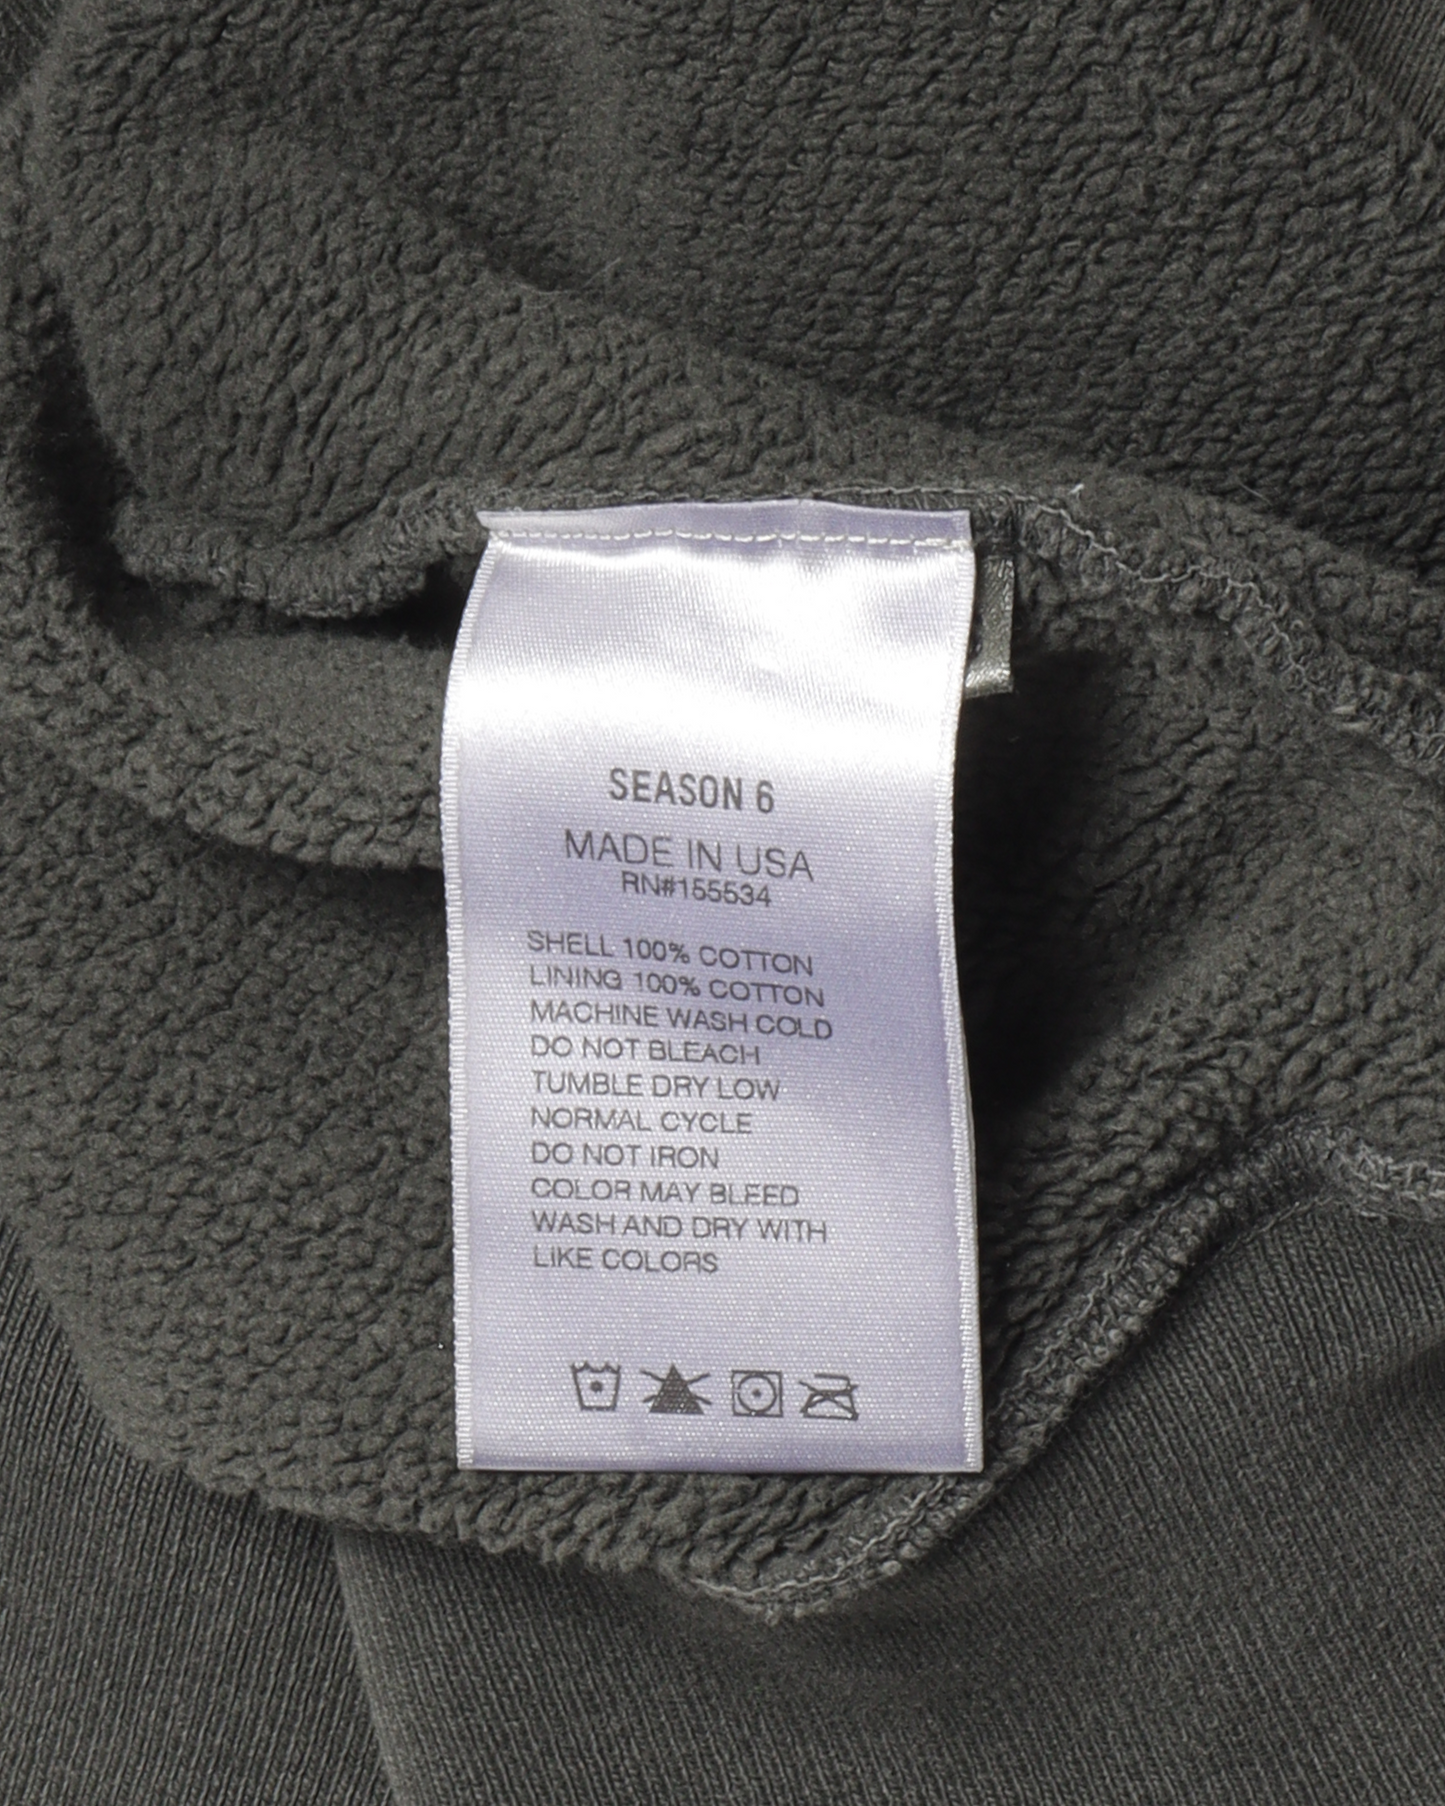 SEASON 6
MADE IN USA
RN#155534
SHELL 100% COTTON
LINING 100% COTTON
MACHINE WASH COLD
DO NOT BLEACH
TUMBLE DRY LOW
NORMAL CYCLE
DO NOT IRON
COLOR MAY BLEED
WASH AND DRY WITH
LIKE COLORS